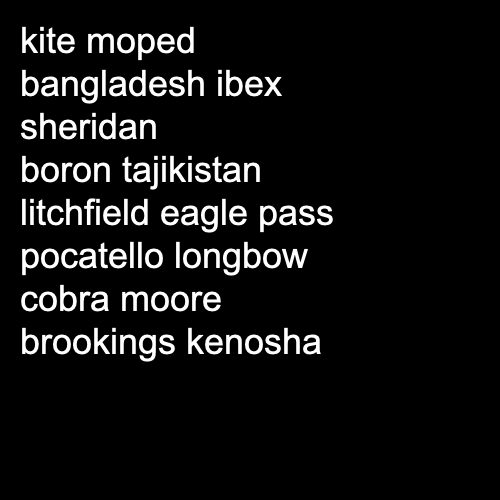 kite moped
bangladesh ibex
sheridan
boron tajikistan
litchfield eagle pass
pocatello longbow
cobra moore
brookings kenosha